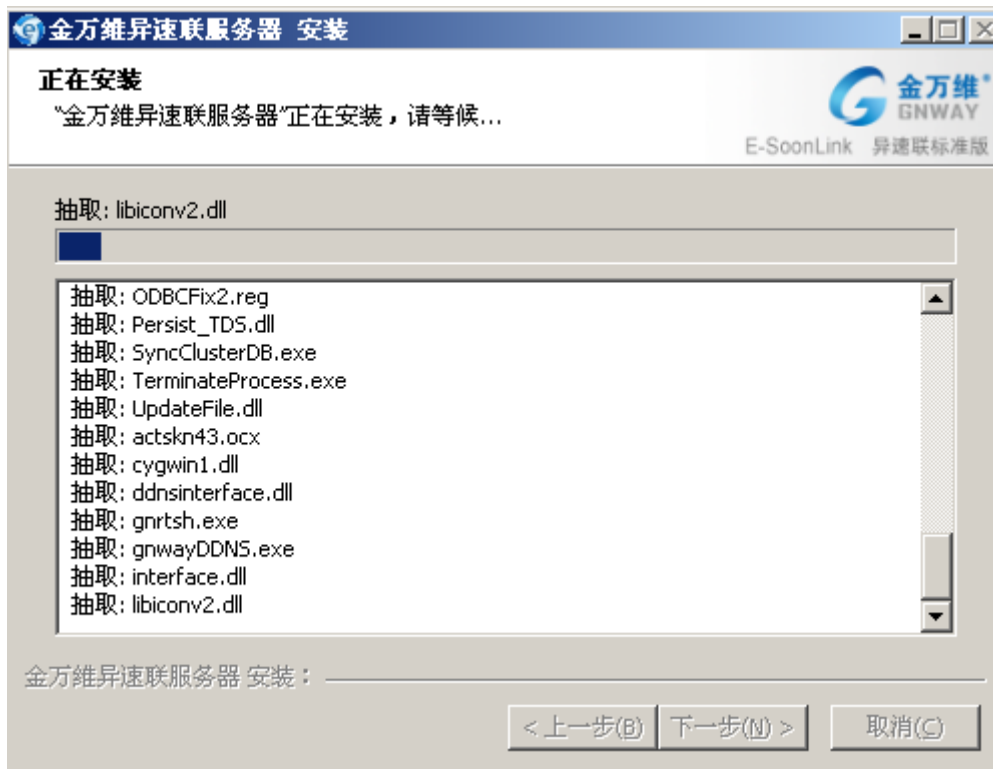 金万维异速联服务器 安装
正在安装
“金万维异速联服务器”正在安装，请等候...
金万维
GNWAY
E-SoonLink 异速联标准版
抽取: libiconv2.dll
抽取: ODBCFix2.reg
抽取: Persist_TDS.dll
抽取: SyncClusterDB.exe
抽取: TerminateProcess.exe
抽取: UpdateFile.dll
抽取: actskn43.ocx
抽取: cygwin1.dll
抽取: ddnsinterface.dll
抽取: gnrtsh.exe
抽取: gnwayDDNS.exe
抽取: interface.dll
抽取: libiconv2.dll
金万维异速联服务器 安装：
< 上一步(B) 下一步(N) > 取消(C)